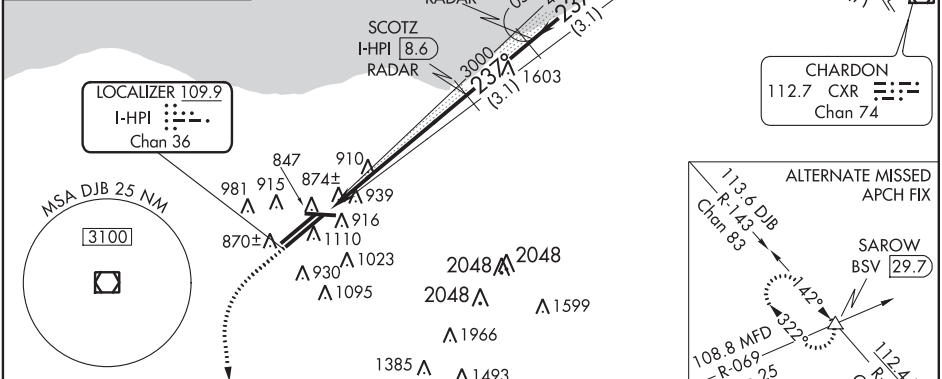 RADAR
SCOTZ
I-HPI 8.6
RADAR
3000
237°
(3.1)
(3.1)
1603
CHARDON
112.7 CXR
Chan 74
LOCALIZER 109.9
I-HPI
Chan 36
MSA DJB 25 NM
3100
981
915
847
874±
910
939
916
870±
1110
1023
930
1095
2048
2048
2048
1599
1966
1385
1493
ALTERNATE MISSED
APCH FIX
113.6 DJB
R-143
Chan 83
SAROW
BSV 29.7
142°
322°
108.8 MFD
R-069
25
112.4
R-